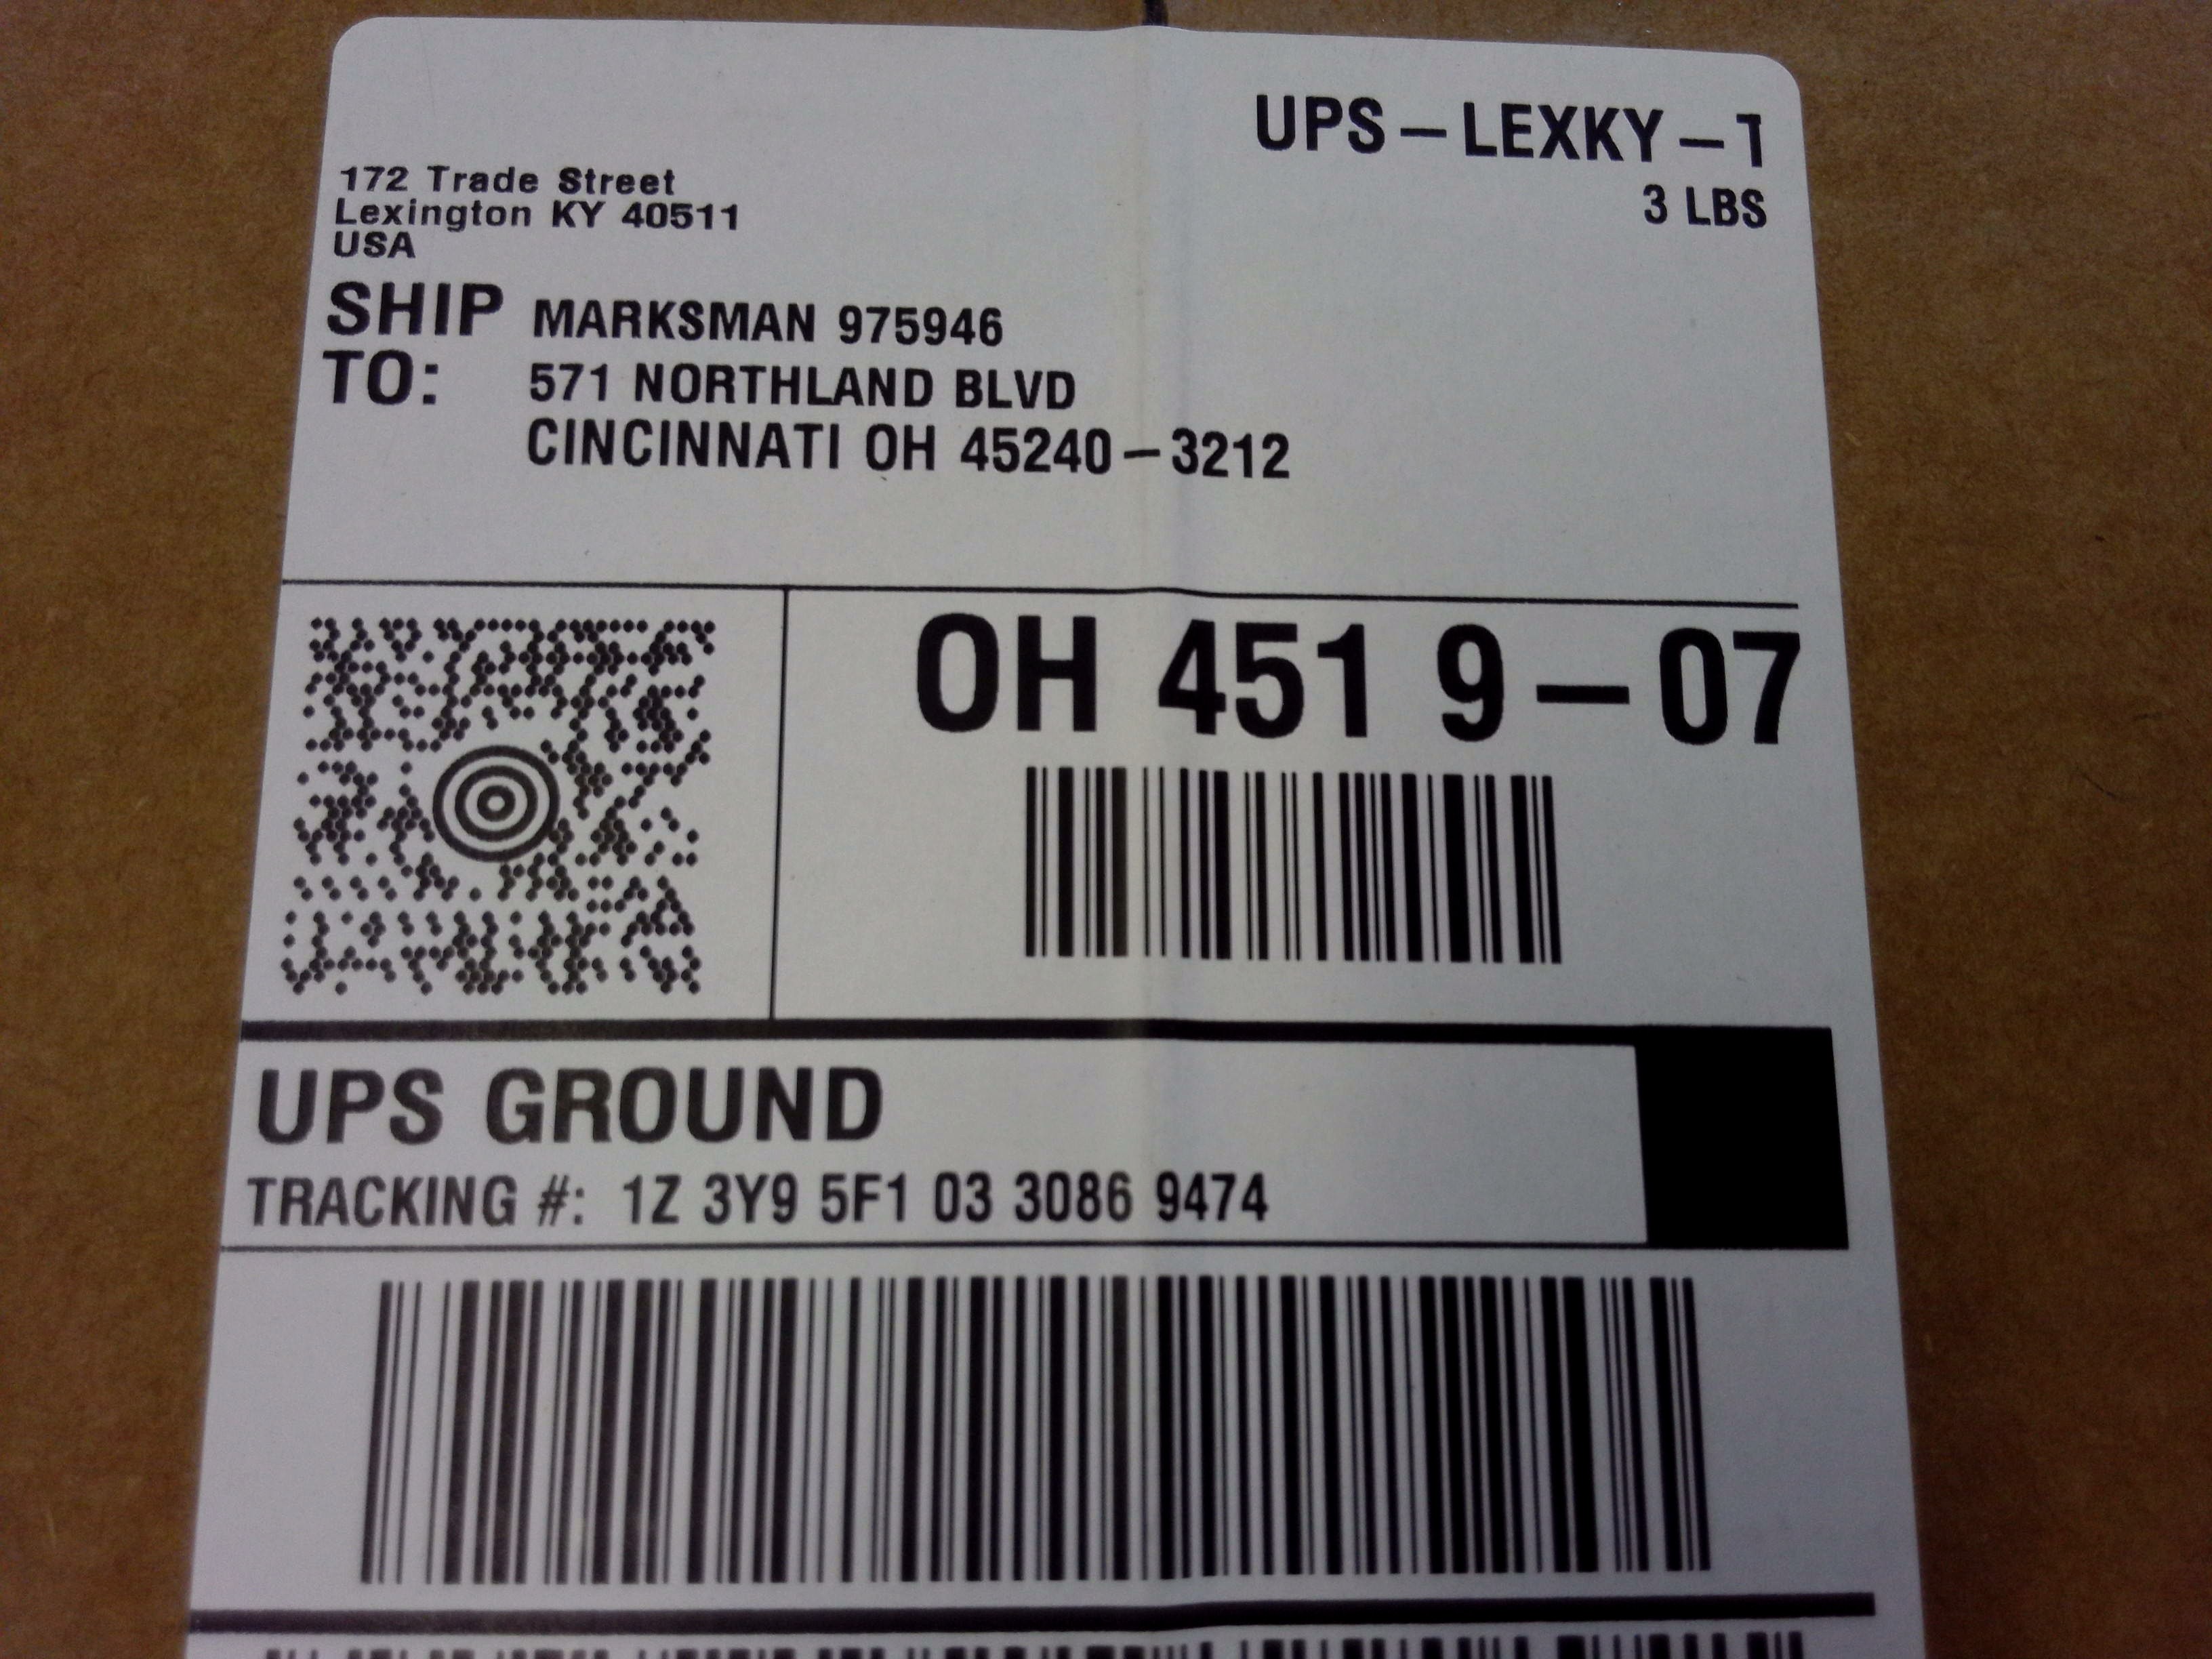 UPS-LEXKY-1
3 LBS
172 Trade Street
Lexington KY 40511
USA
SHIP TO:
MARKSMAN 975946
571 NORTHLAND BLVD
CINCINNATI OH 45240-3212
OH 451 9-07
UPS GROUND
TRACKING #: 1Z 3Y9 5F1 03 3086 9474